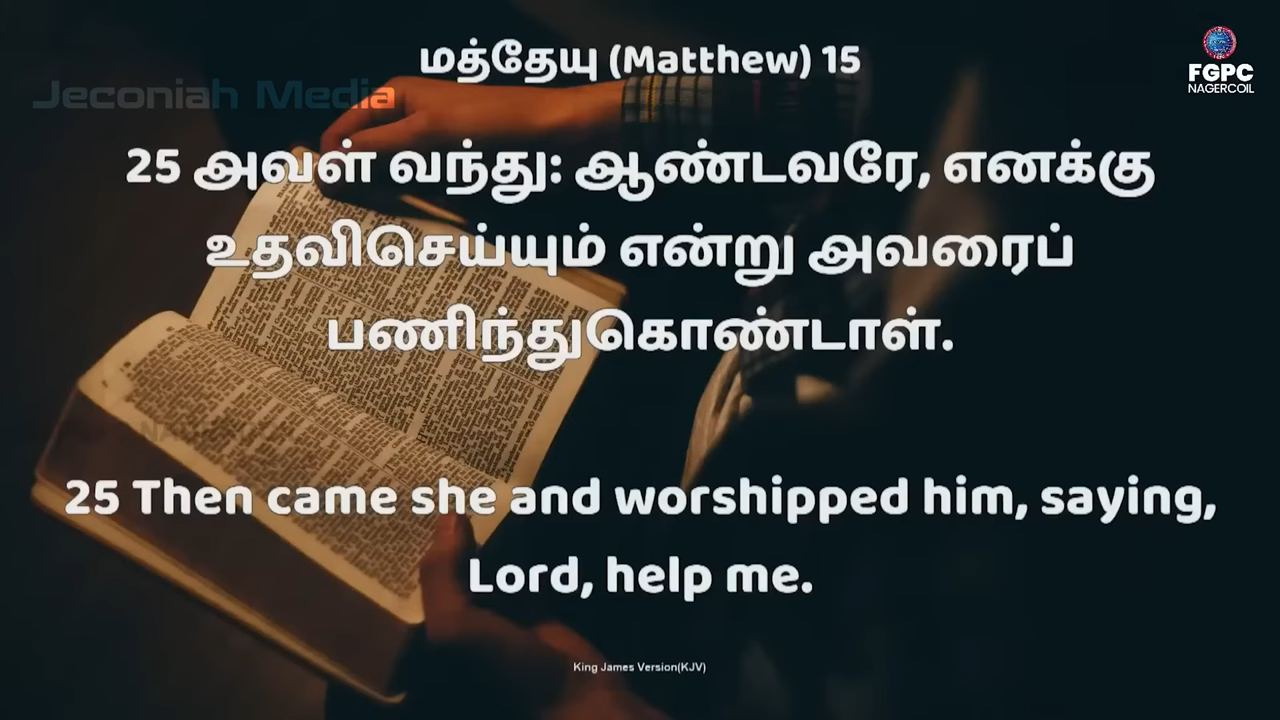 மத்தேயு (Matthew) 15
FGPC
NAGERCOIL
Jeconiah Media
25 அவள் வந்து: ஆண்டவரே, எனக்கு
உதவிசெய்யும் என்று அவரைப்
பணிந்துகொண்டாள்.
25 Then came she and worshipped him, saying,
Lord, help me.
King James Version(KJV)